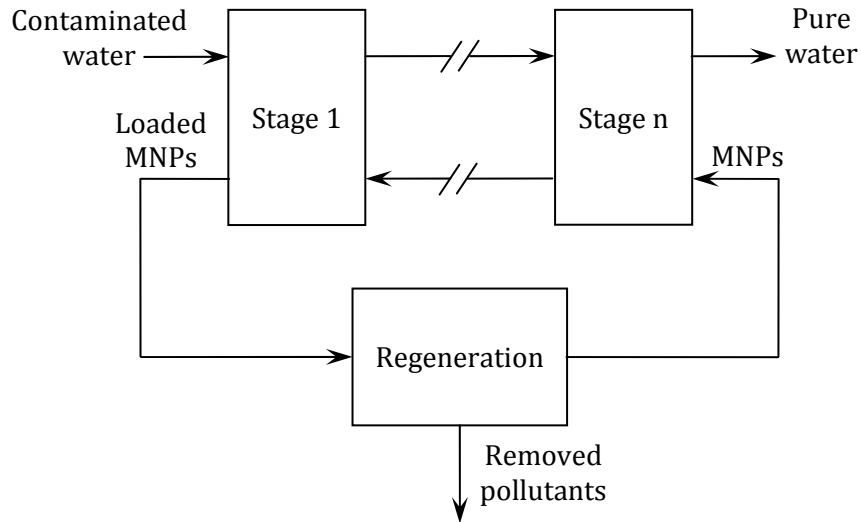 Contaminated
water
Pure
water
Stage 1
Stage n
Loaded
MNPs
MNPs
Regeneration
Removed
pollutants